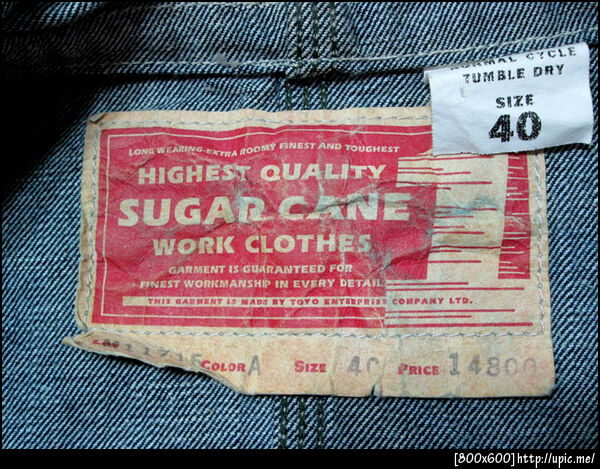 NORMAL CYCLE
TUMBLE DRY
SIZE
40
LONG WEARING-EXTRA ROOMY FINEST AND TOUGHEST
HIGHEST QUALITY
SUGAR CANE
WORK CLOTHES
GARMENT IS GUARANTEED FOR
FINEST WORKMANSHIP IN EVERY DETAIL
THIS GARMENT IS MADE BY TOYO ENTERPRISE COMPANY LTD.
COLOR A SIZE 40 PRICE 14800
[800x600]http://upic.me/